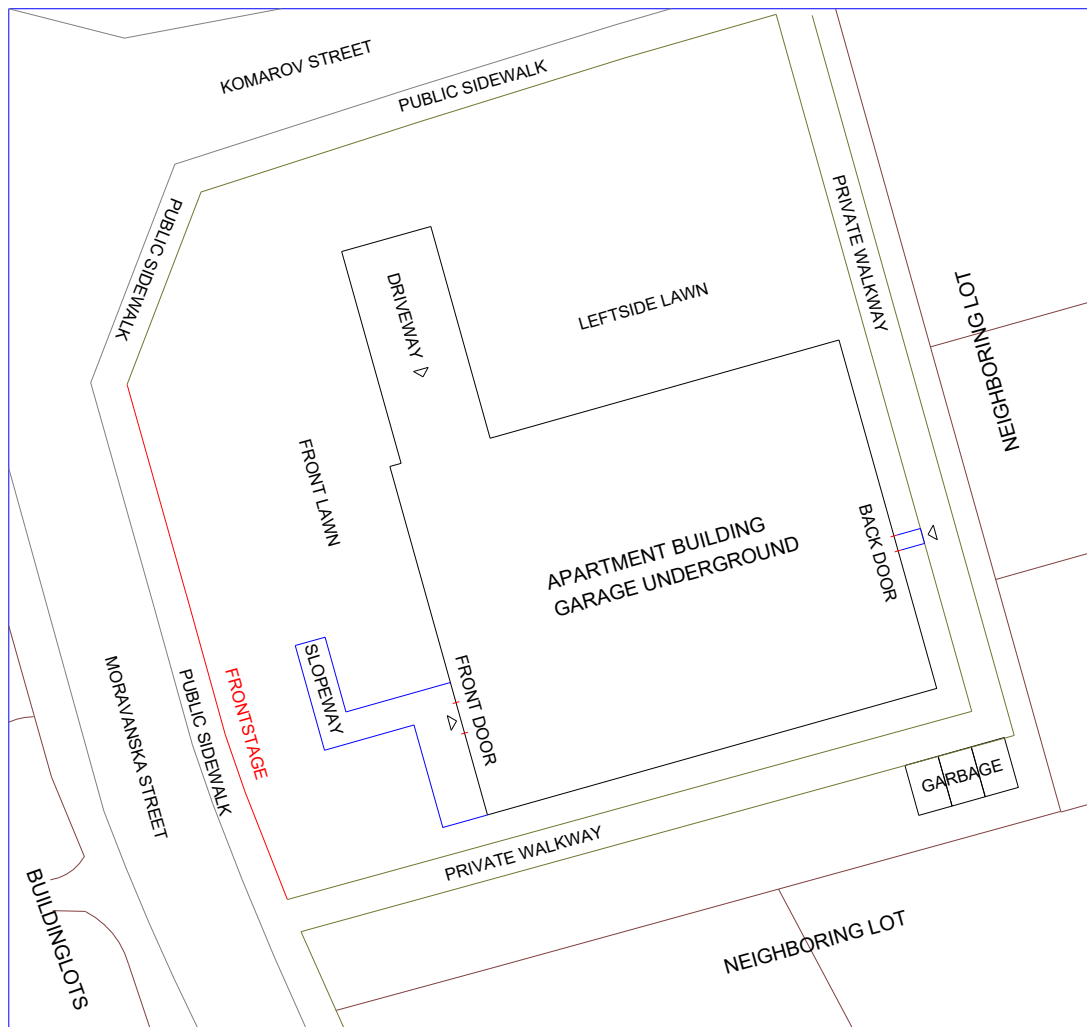 KOMAROV STREET
PUBLIC SIDEWALK
PUBLIC SIDEWALK
PRIVATE WALKWAY
DRIVEWAY
LEFTSIDE LAWN
NEIGHBORING LOT
FRONT LAWN
APARTMENT BUILDING
GARAGE UNDERGROUND
BACK DOOR
SLOPEWAY
FRONT DOOR
MORAVANSKA STREET
PUBLIC SIDEWALK
FRONTSTAGE
GARBAGE
PRIVATE WALKWAY
BUILDINGLOTS
NEIGHBORING LOT